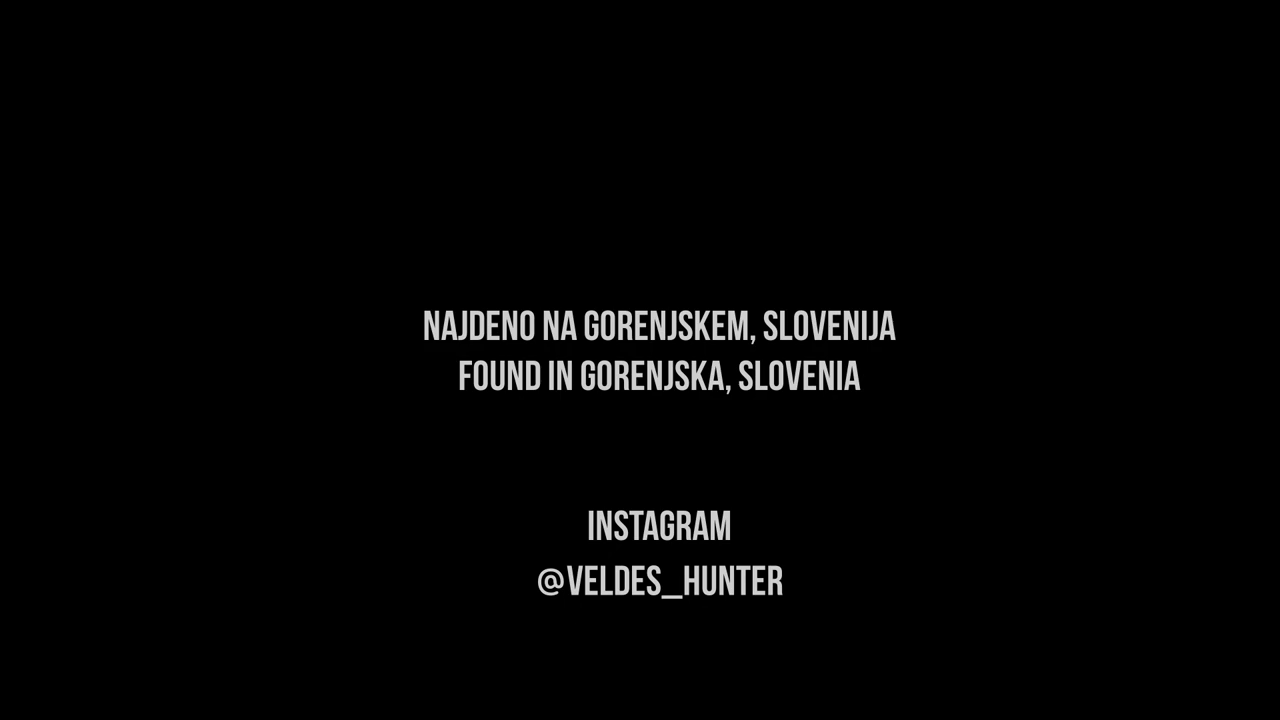 NAJDENO NA GORENJSKEM, SLOVENIJA
FOUND IN GORENJSKA, SLOVENIA
INSTAGRAM
@VELDES_HUNTER